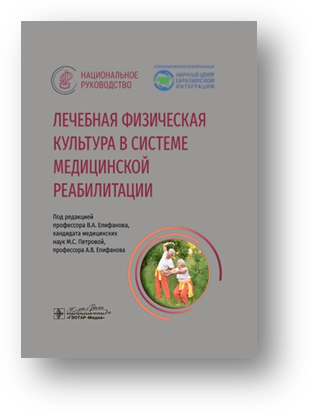 НАЦИОНАЛЬНОЕ
РУКОВОДСТВО
НАУЧНЫЙ ЦЕНТР
ЕВРАЗИЙСКОЙ
ИНТЕГРАЦИИ
ЛЕЧЕБНАЯ ФИЗИЧЕСКАЯ
КУЛЬТУРА В СИСТЕМЕ
МЕДИЦИНСКОЙ
РЕАБИЛИТАЦИИ
Под редакцией
профессора В.А. Епифанова,
кандидата медицинских
наук М.С. Петровой,
профессора А.В. Епифанова
«ГЭОТАР-Медиа»